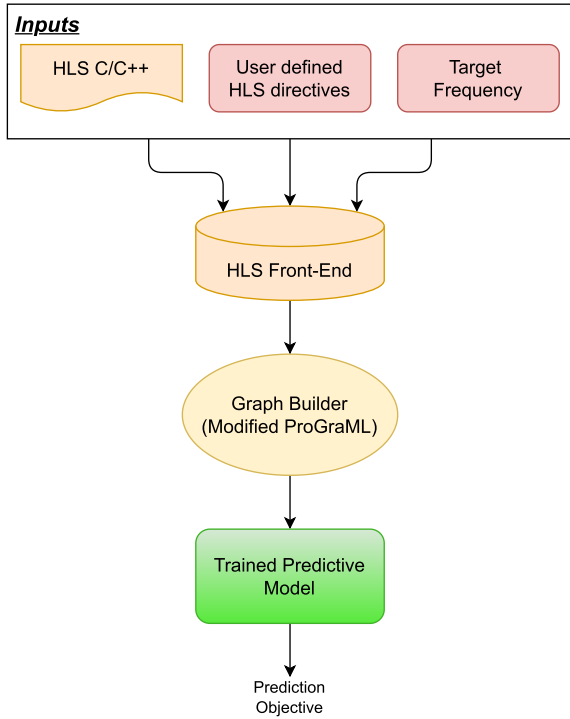 Inputs
HLS C/C++
User defined
HLS directives
Target
Frequency
HLS Front-End
Graph Builder
(Modified ProGraML)
Trained Predictive
Model
Prediction
Objective